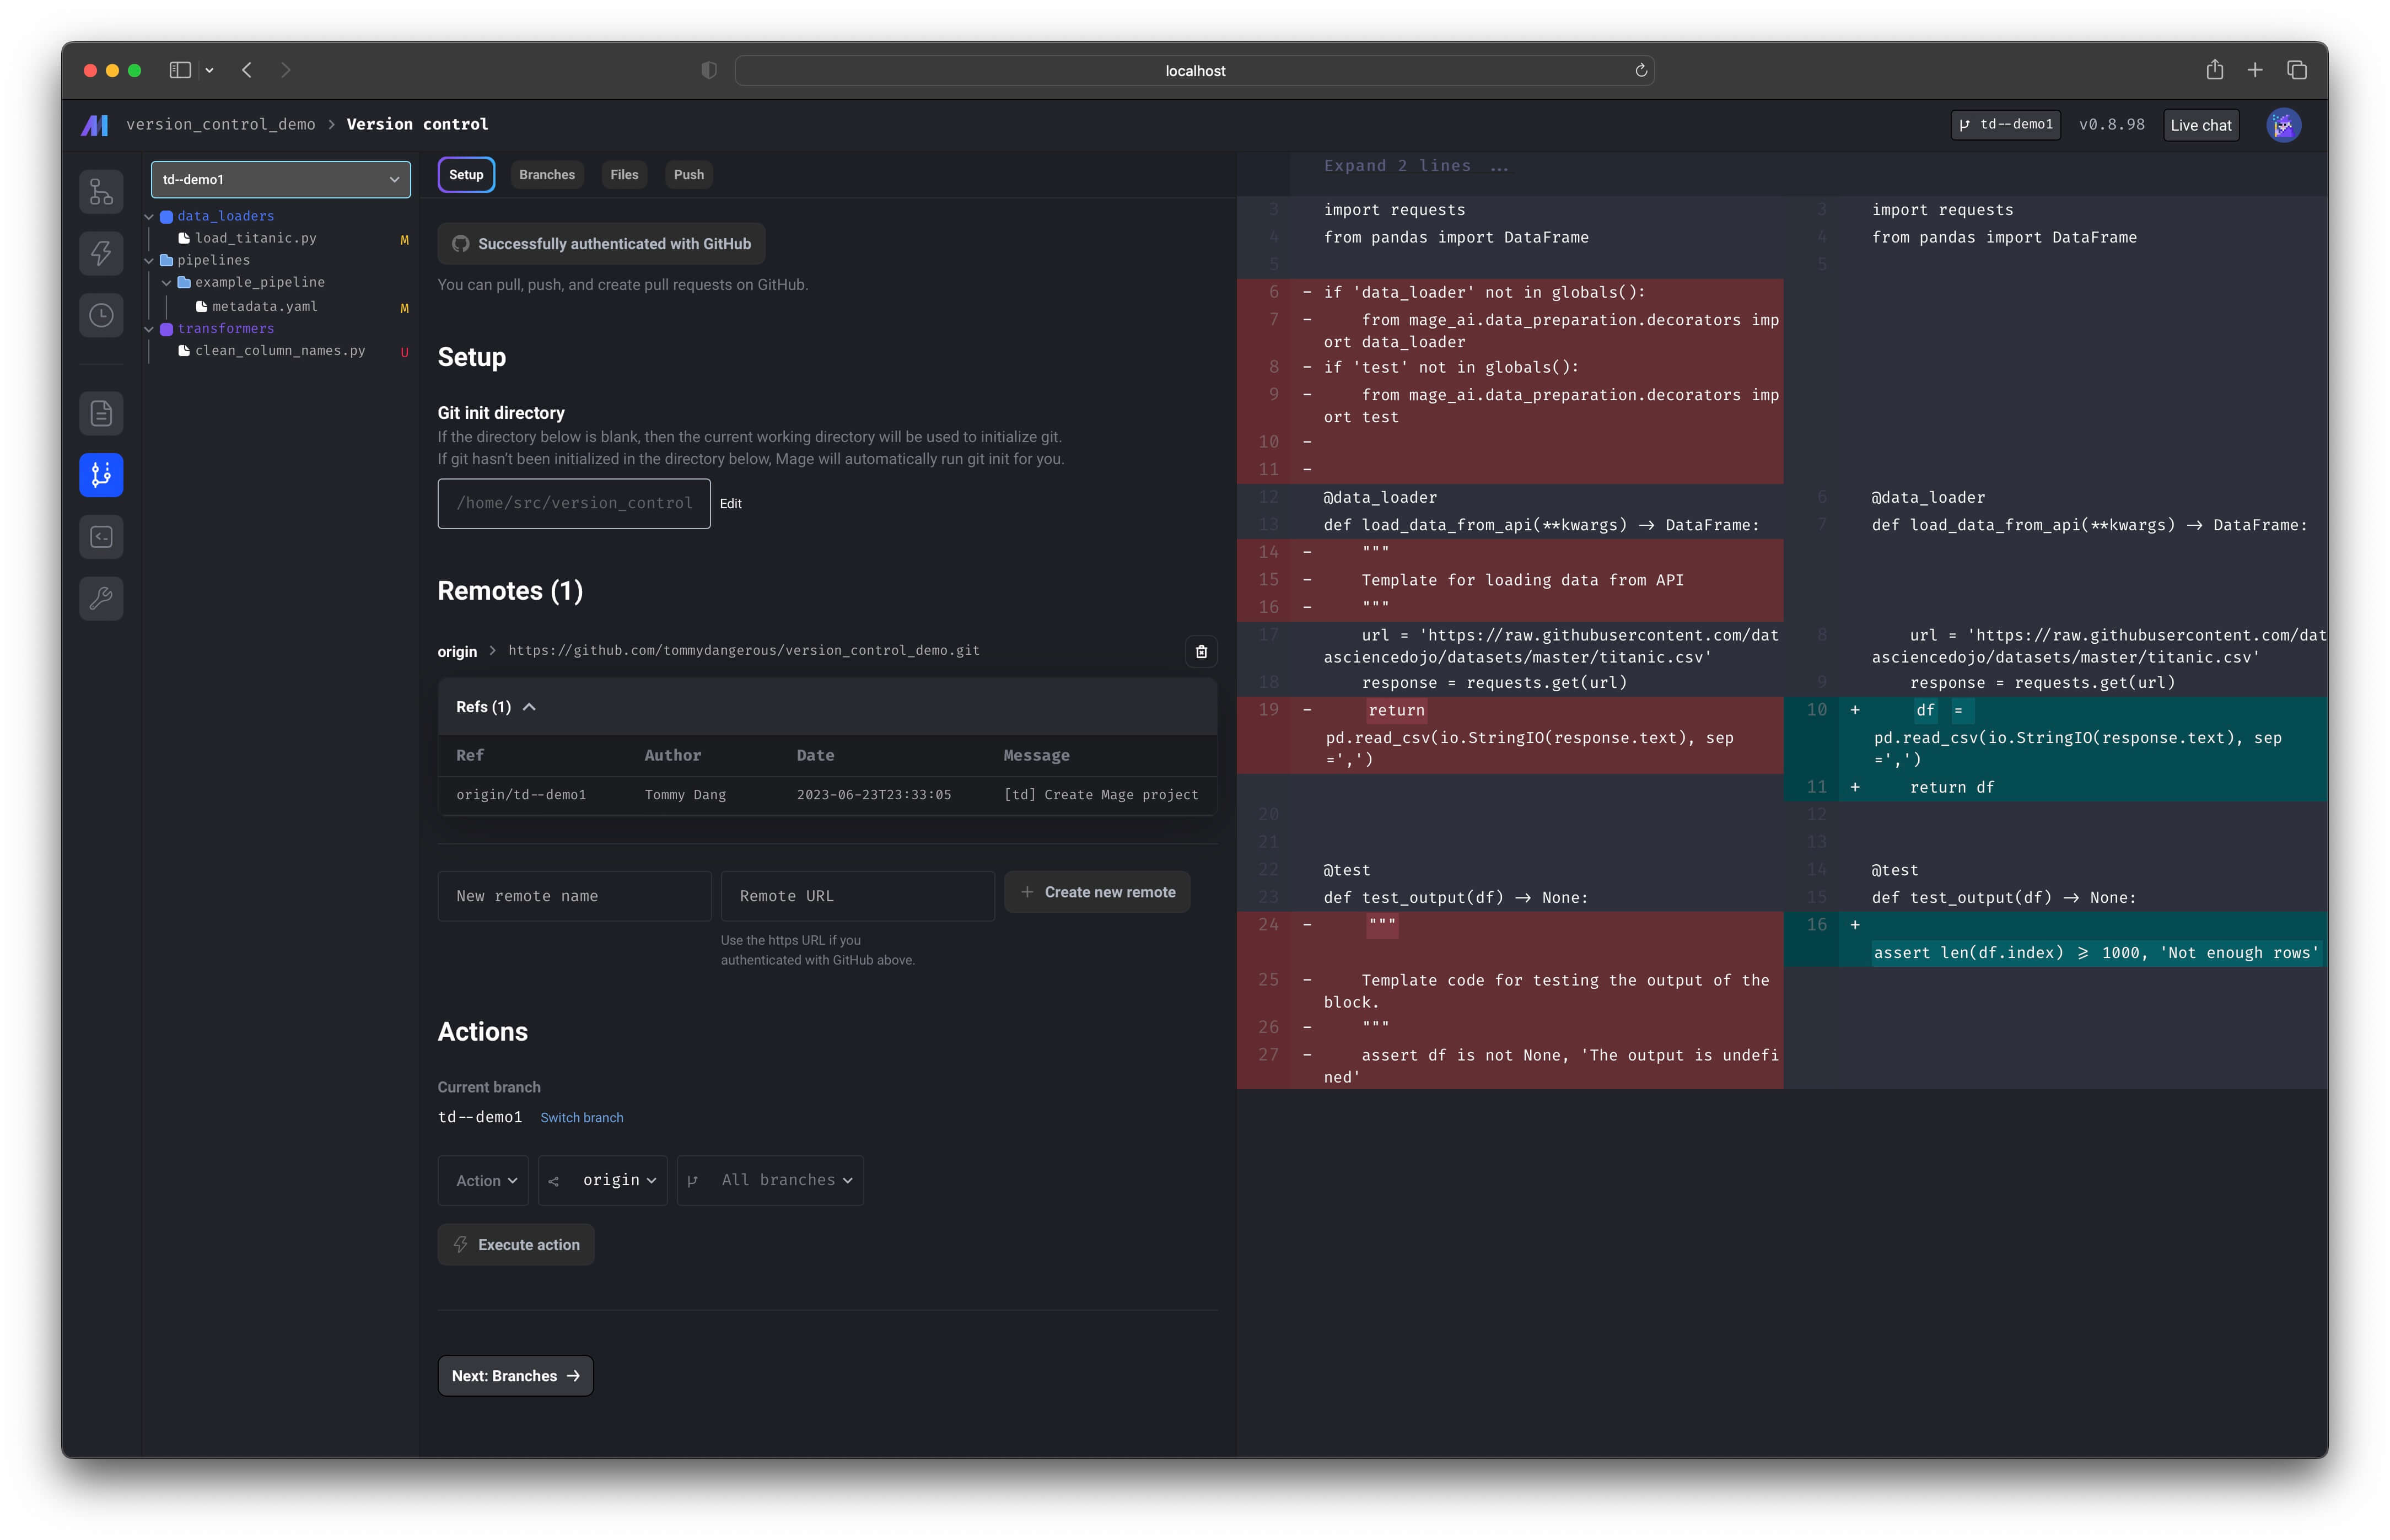 localhost
version_control_demo > Version control
td--demo1
v0.8.98
Live chat
td--demo1
data_loaders
load_titanic.py M
pipelines
example_pipeline
metadata.yaml M
transformers
clean_column_names.py U
Setup
Branches
Files
Push
Successfully authenticated with GitHub
You can pull, push, and create pull requests on GitHub.
Setup
Git init directory
If the directory below is blank, then the current working directory will be used to initialize git.
If git hasn't been initialized in the directory below, Mage will automatically run git init for you.
/home/src/version_control
Edit
Remotes (1)
origin > https://github.com/tommydangerous/version_control_demo.git
Refs (1)
Ref Author Date Message
origin/td--demo1 Tommy Dang 2023-06-23T23:33:05 [td] Create Mage project
New remote name
Remote URL
+ Create new remote
Use the https URL if you
authenticated with GitHub above.
Actions
Current branch
td--demo1 Switch branch
Action
origin
All branches
Execute action
Next: Branches →
Expand 2 lines ...
3 import requests
4 from pandas import DataFrame
5
6 - if 'data_loader' not in globals():
7 - from mage_ai.data_preparation.decorators imp
ort data_loader
8 - if 'test' not in globals():
9 - from mage_ai.data_preparation.decorators imp
ort test
10 -
11 -
12 @data_loader
13 def load_data_from_api(**kwargs) → DataFrame:
14 - """
15 - Template for loading data from API
16 - """
17 url = 'https://raw.githubusercontent.com/dat
asciencedojo/datasets/master/titanic.csv'
18 response = requests.get(url)
19 - return
pd.read_csv(io.StringIO(response.text), sep
=',')
20
21
22 @test
23 def test_output(df) → None:
24 - """
25 - Template code for testing the output of the
block.
26 - """
27 - assert df is not None, 'The output is undefi
ned'
3 import requests
4 from pandas import DataFrame
5
6 @data_loader
7 def load_data_from_api(**kwargs) → DataFrame:
8 url = 'https://raw.githubusercontent.com/dat
asciencedojo/datasets/master/titanic.csv'
9 response = requests.get(url)
10 + df =
pd.read_csv(io.StringIO(response.text), sep
=',')
11 + return df
12
13
14 @test
15 def test_output(df) → None:
16 +
assert len(df.index) ⩾ 1000, 'Not enough rows'